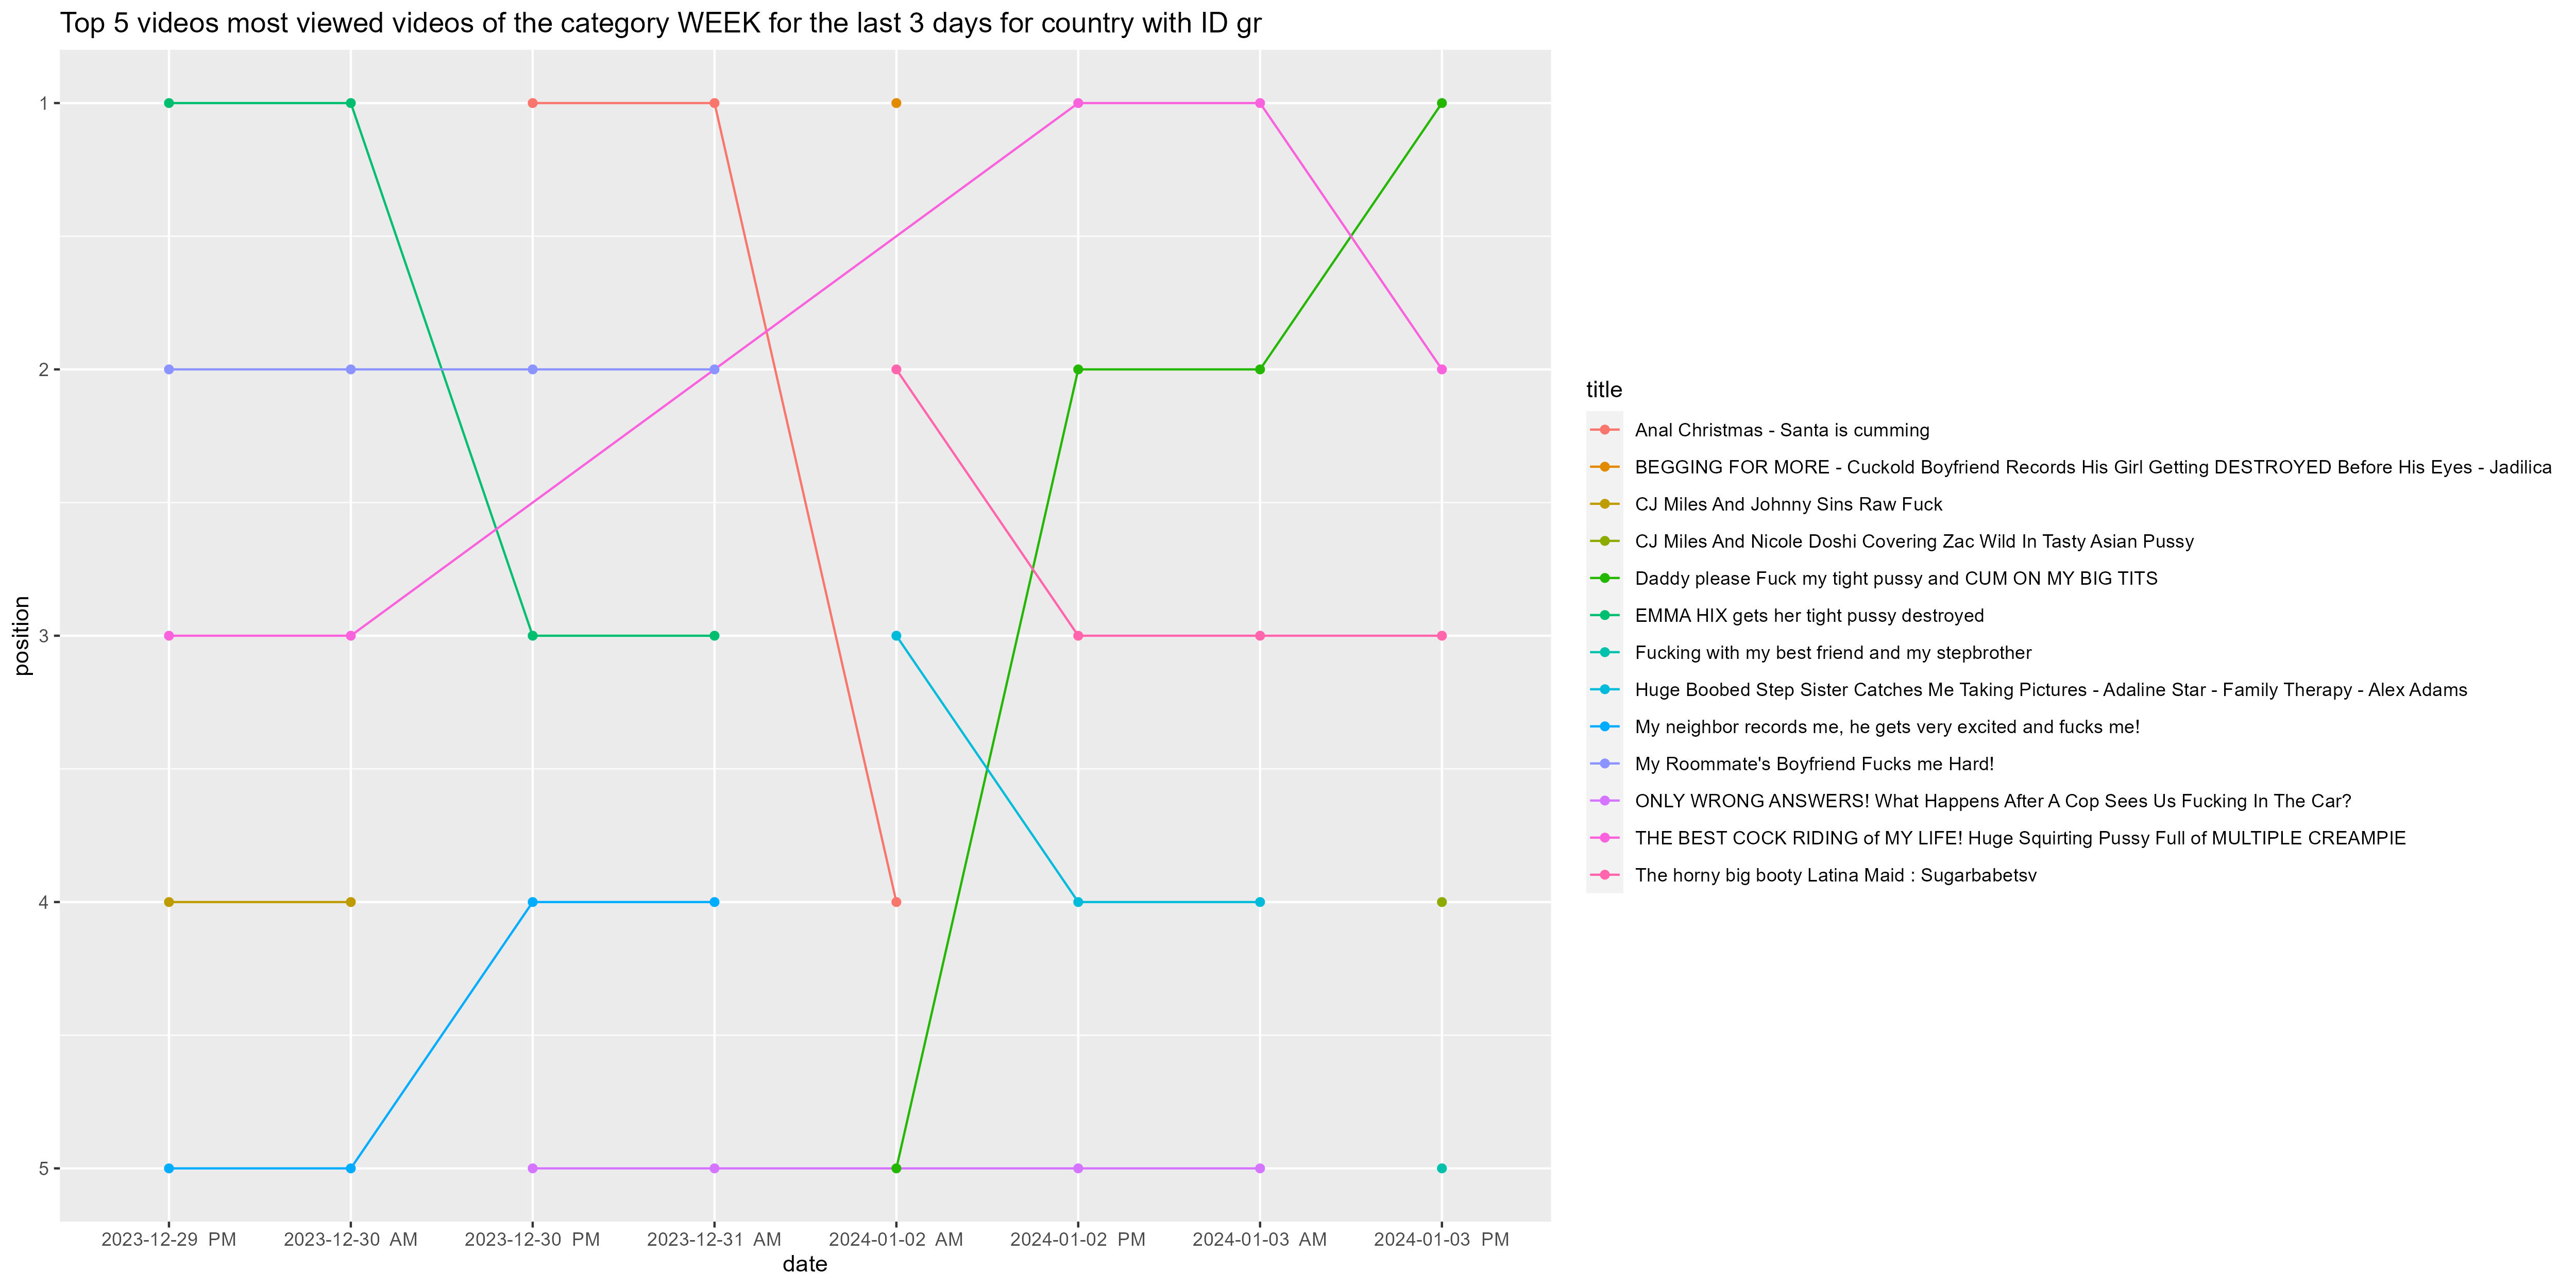 Top 5 videos most viewed videos of the category WEEK for the last 3 days for country with ID gr
position
1
2
3
4
5
2023-12-29 PM
2023-12-30 AM
2023-12-30 PM
2023-12-31 AM
2024-01-02 AM
2024-01-02 PM
2024-01-03 AM
2024-01-03 PM
date
title
Anal Christmas - Santa is cumming
BEGGING FOR MORE - Cuckold Boyfriend Records His Girl Getting DESTROYED Before His Eyes - Jadilica
CJ Miles And Johnny Sins Raw Fuck
CJ Miles And Nicole Doshi Covering Zac Wild In Tasty Asian Pussy
Daddy please Fuck my tight pussy and CUM ON MY BIG TITS
EMMA HIX gets her tight pussy destroyed
Fucking with my best friend and my stepbrother
Huge Boobed Step Sister Catches Me Taking Pictures - Adaline Star - Family Therapy - Alex Adams
My neighbor records me, he gets very excited and fucks me!
My Roommate's Boyfriend Fucks me Hard!
ONLY WRONG ANSWERS! What Happens After A Cop Sees Us Fucking In The Car?
THE BEST COCK RIDING of MY LIFE! Huge Squirting Pussy Full of MULTIPLE CREAMPIE
The horny big booty Latina Maid : Sugarbabetsv